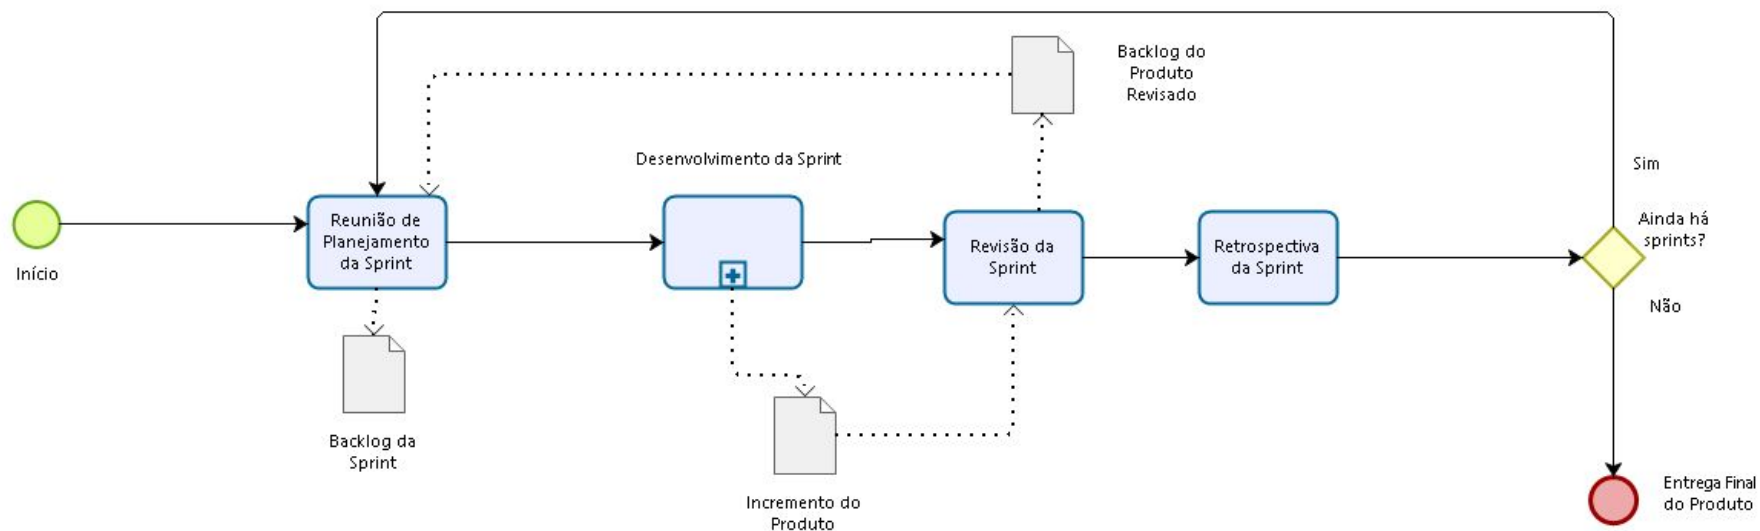 Backlog do
Produto
Revisado
Desenvolvimento da Sprint
Sim
Início
Reunião de
Planejamento
da Sprint
Revisão da
Sprint
Retrospectiva
da Sprint
Ainda há
sprints?
Não
Backlog da
Sprint
Incremento do
Produto
Entrega Final
do Produto